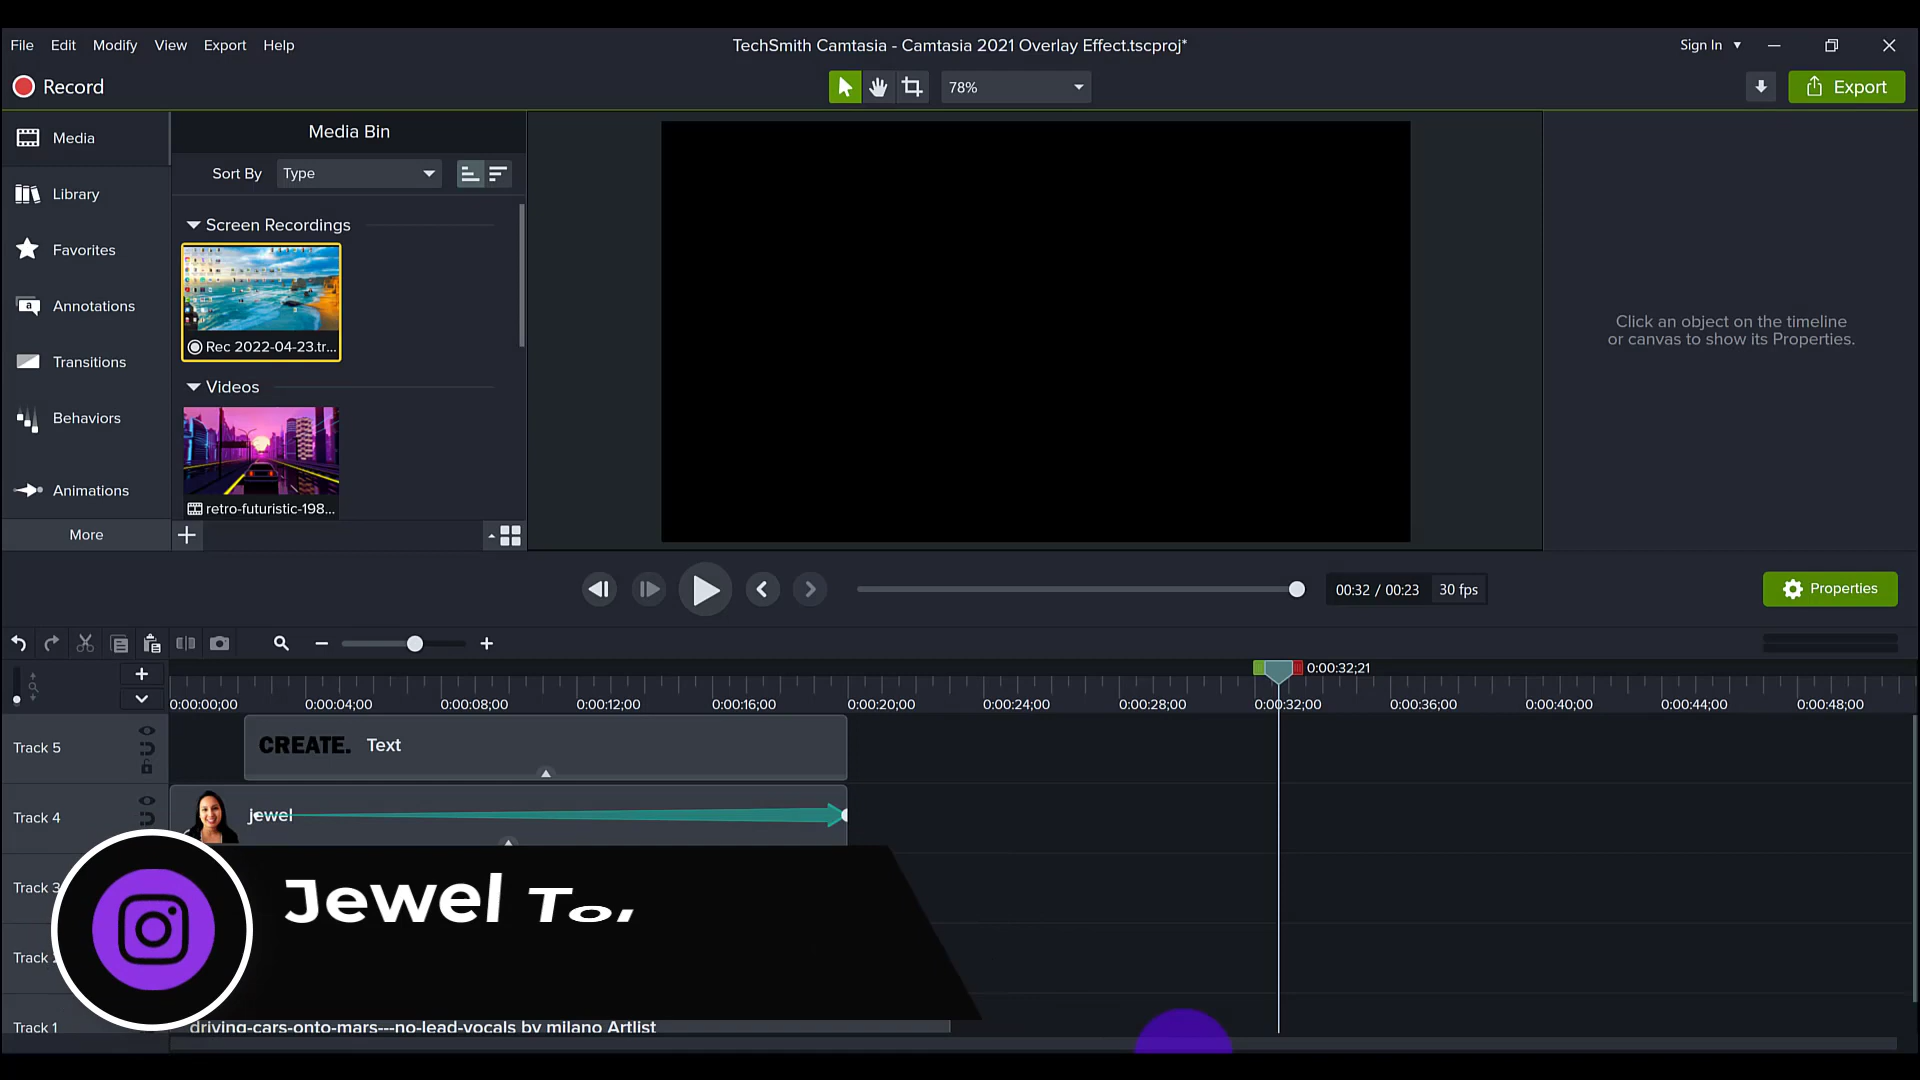 File Edit Modify View Export Help
TechSmith Camtasia - Camtasia 2021 Overlay Effect.tscproj*
Sign In
Record
78%
Export
Media
Library
Favorites
Annotations
Transitions
Behaviors
Animations
More
Media Bin
Sort By Type
Screen Recordings
Rec 2022-04-23.tr...
Videos
retro-futuristic-198...
Click an object on the timeline
or canvas to show its Properties.
00:32 / 00:23 30 fps
Properties
0:00:32;21
0:00:00;00 0:00:04;00 0:00:08;00 0:00:12;00 0:00:16;00 0:00:20;00 0:00:24;00 0:00:28;00 0:00:32;00 0:00:36;00 0:00:40;00 0:00:44;00 0:00:48;00
Track 5
CREATE. Text
Track 4
jewel
Track 3
Jewel To,
Track
Track 1
driving-cars-onto-mars---no-lead-vocals by milano Artlist